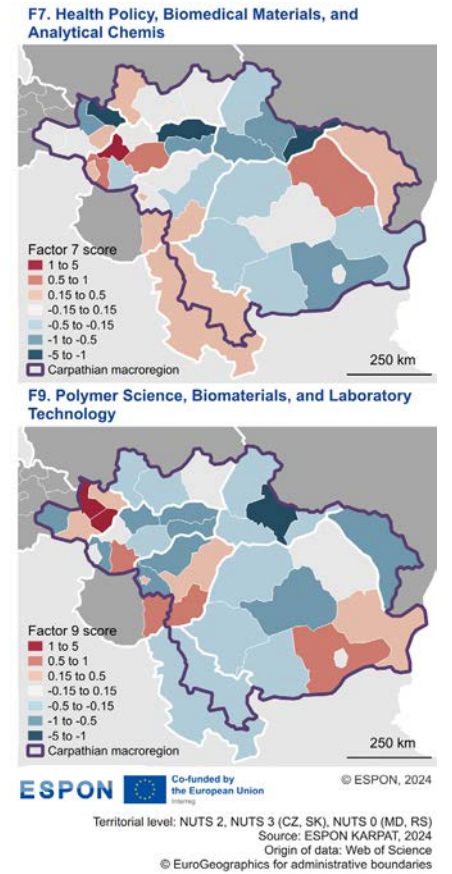 F7. Health Policy, Biomedical Materials, and
Analytical Chemis
Factor 7 score
1 to 5
0.5 to 1
0.15 to 0.5
-0.15 to 0.15
-0.5 to -0.15
-1 to -0.5
-5 to -1
Carpathian macroregion
250 km
F9. Polymer Science, Biomaterials, and Laboratory
Technology
Factor 9 score
1 to 5
0.5 to 1
0.15 to 0.5
-0.15 to 0.15
-0.5 to -0.15
-1 to -0.5
-5 to -1
Carpathian macroregion
250 km
ESPON
Co-funded by
the European Union
Interreg
© ESPON, 2024
Territorial level: NUTS 2, NUTS 3 (CZ, SK), NUTS 0 (MD, RS)
Source: ESPON KARPAT, 2024
Origin of data: Web of Science
© EuroGeographics for administrative boundaries